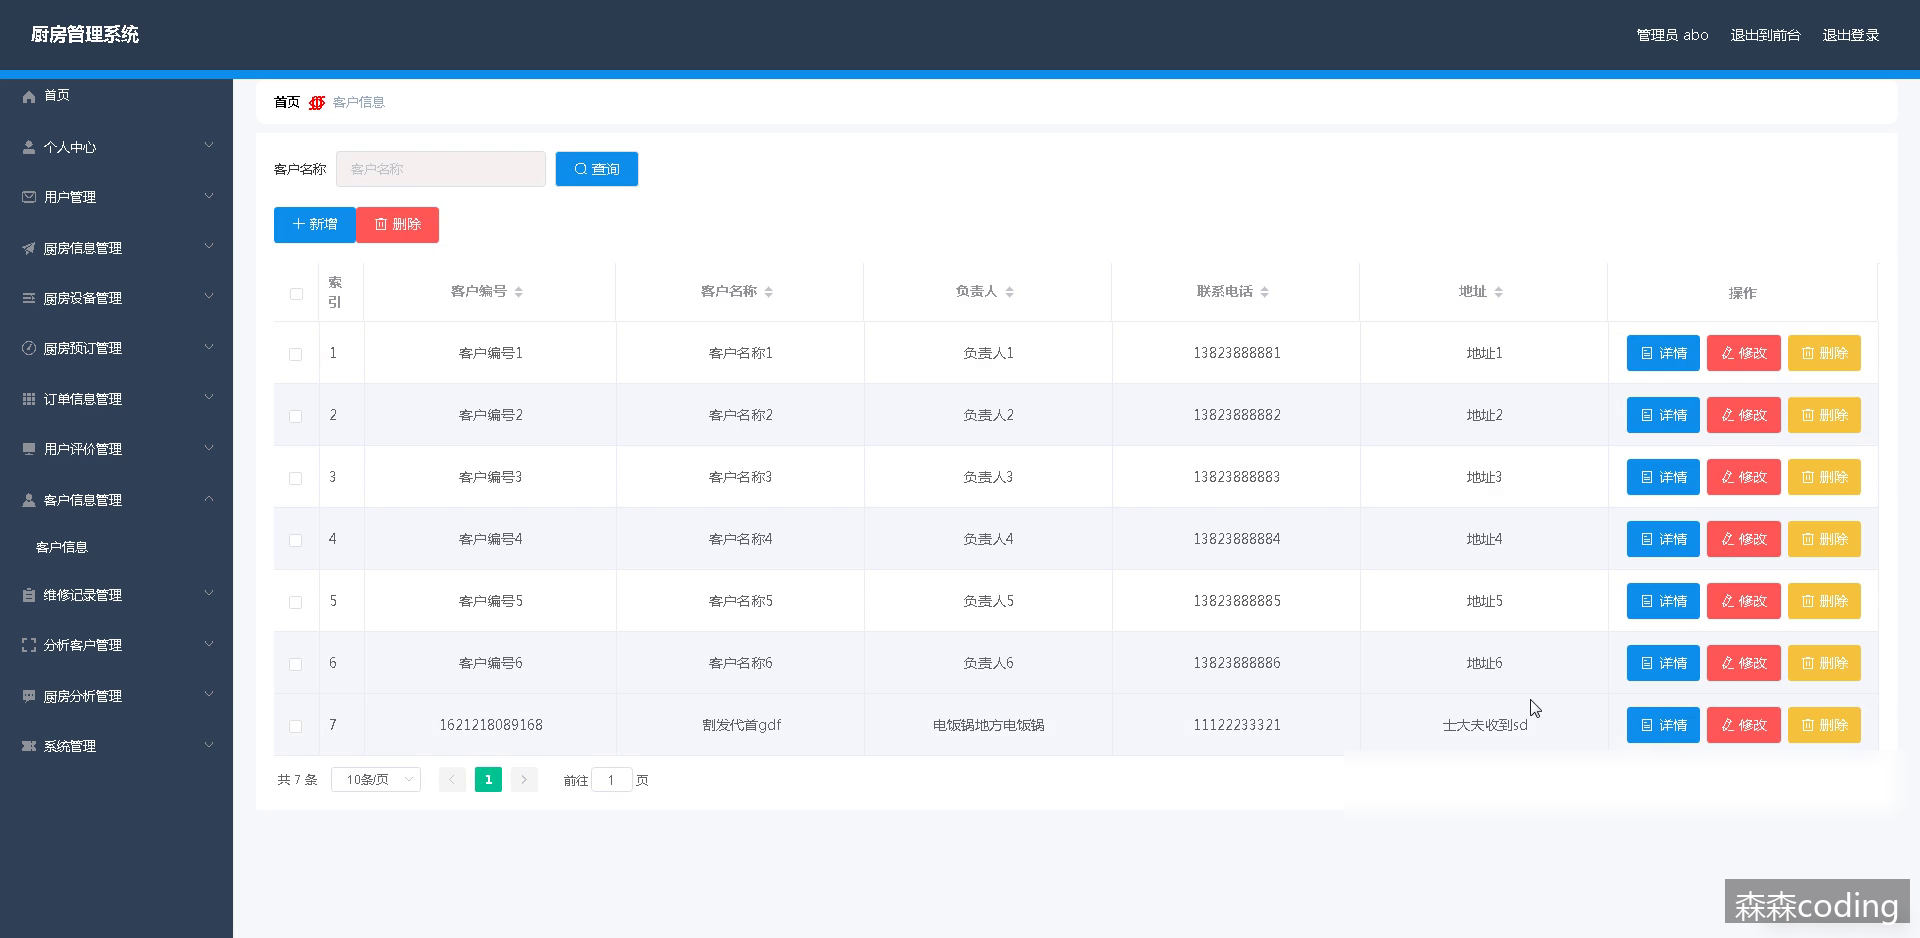 厨房管理系统
管理员 abo 退出到前台 退出登录
首页
个人中心
用户管理
厨房信息管理
厨房设备管理
厨房预订管理
订单信息管理
用户评价管理
客户信息管理
客户信息
维修记录管理
分析客户管理
厨房分析管理
系统管理
首页 客户信息
客户名称 客户名称 查询
新增 删除
索引 客户编号 客户名称 负责人 联系电话 地址 操作
1 客户编号1 客户名称1 负责人1 13823888881 地址1 详情 修改 删除
2 客户编号2 客户名称2 负责人2 13823888882 地址2 详情 修改 删除
3 客户编号3 客户名称3 负责人3 13823888883 地址3 详情 修改 删除
4 客户编号4 客户名称4 负责人4 13823888884 地址4 详情 修改 删除
5 客户编号5 客户名称5 负责人5 13823888885 地址5 详情 修改 删除
6 客户编号6 客户名称6 负责人6 13823888886 地址6 详情 修改 删除
7 1621218089168 割发代首gdf 电饭锅地方电饭锅 11122233321 士大夫收到sd 详情 修改 删除
共 7 条 10条/页 1 前往 1 页
森森coding